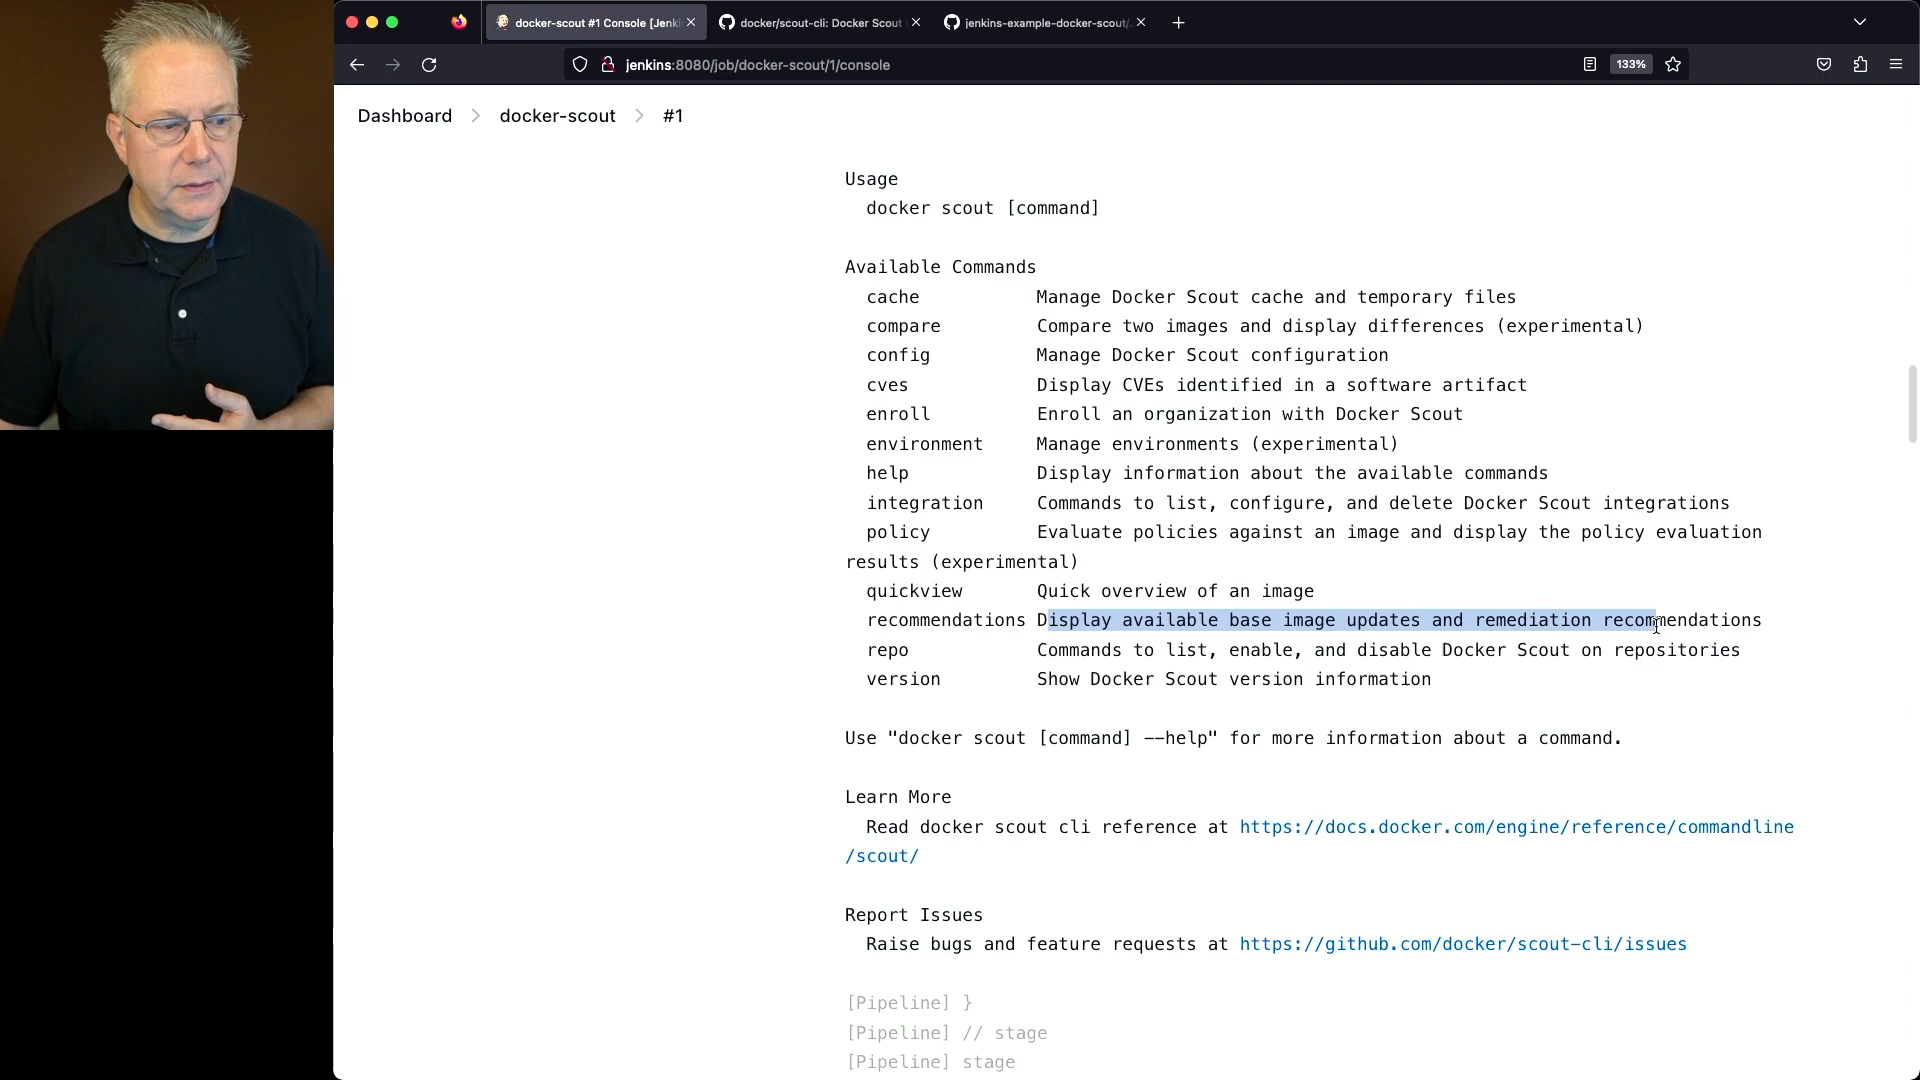 docker-scout #1 Console [Jenki
docker/scout-cli: Docker Scout
jenkins-example-docker-scout/
jenkins:8080/job/docker-scout/1/console
133%
Dashboard > docker-scout > #1
Usage
docker scout [command]
Available Commands
cache Manage Docker Scout cache and temporary files
compare Compare two images and display differences (experimental)
config Manage Docker Scout configuration
cves Display CVEs identified in a software artifact
enroll Enroll an organization with Docker Scout
environment Manage environments (experimental)
help Display information about the available commands
integration Commands to list, configure, and delete Docker Scout integrations
policy Evaluate policies against an image and display the policy evaluation
results (experimental)
quickview Quick overview of an image
recommendations Display available base image updates and remediation recommendations
repo Commands to list, enable, and disable Docker Scout on repositories
version Show Docker Scout version information
Use "docker scout [command] --help" for more information about a command.
Learn More
Read docker scout cli reference at https://docs.docker.com/engine/reference/commandline
/scout/
Report Issues
Raise bugs and feature requests at https://github.com/docker/scout-cli/issues
[Pipeline] }
[Pipeline] // stage
[Pipeline] stage